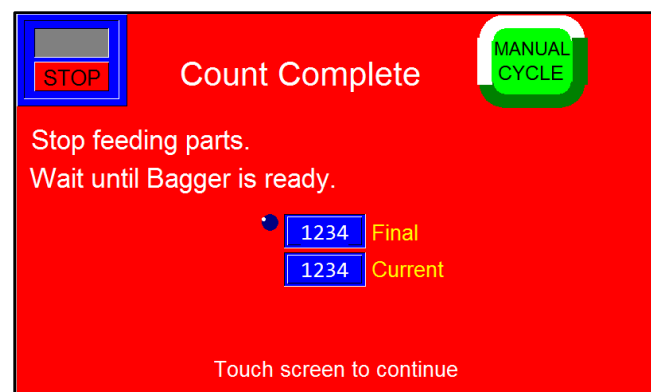 STOP
Count Complete
MANUAL
CYCLE
Stop feeding parts.
Wait until Bagger is ready.
1234 Final
1234 Current
Touch screen to continue